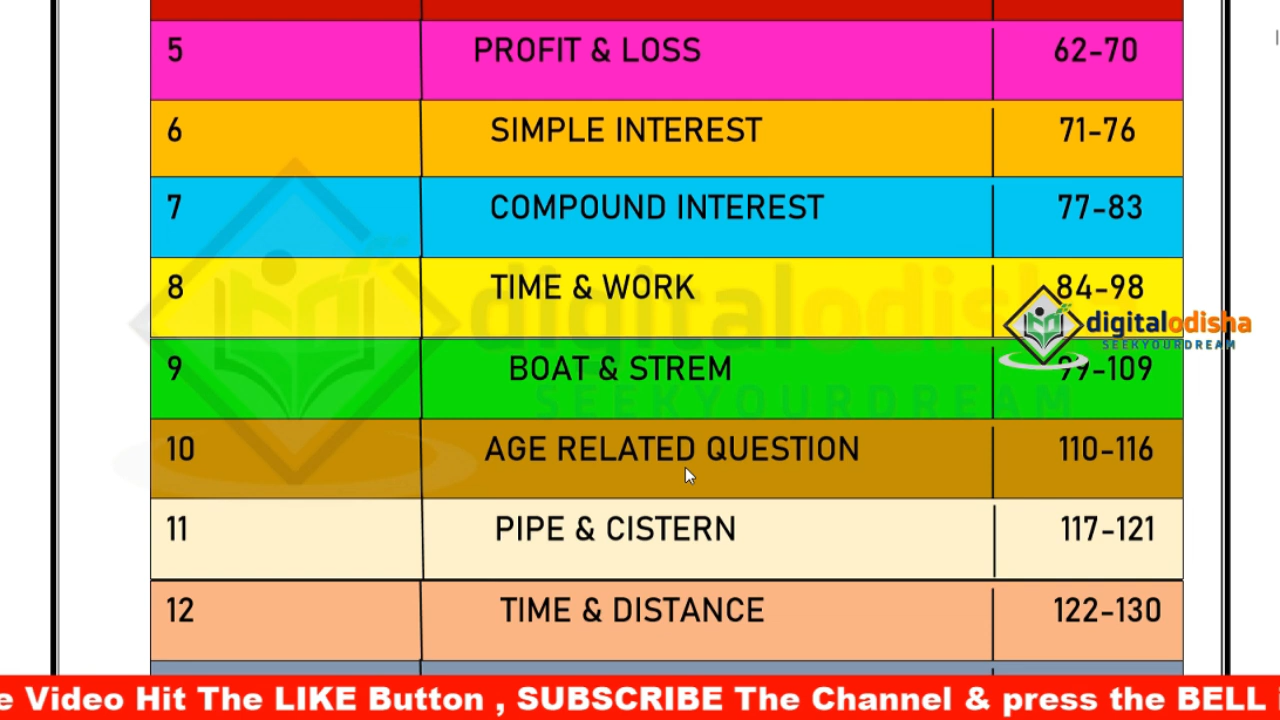 5 PROFIT & LOSS 62-70
6 SIMPLE INTEREST 71-76
7 COMPOUND INTEREST 77-83
8 TIME & WORK 84-98
digitalodisha
SEEKYOURDREAM
9 BOAT & STREM 99-109
digitalodisha
SEEKYOURDREAM
10 AGE RELATED QUESTION 110-116
11 PIPE & CISTERN 117-121
12 TIME & DISTANCE 122-130
e Video Hit The LIKE Button , SUBSCRIBE The Channel & press the BELL